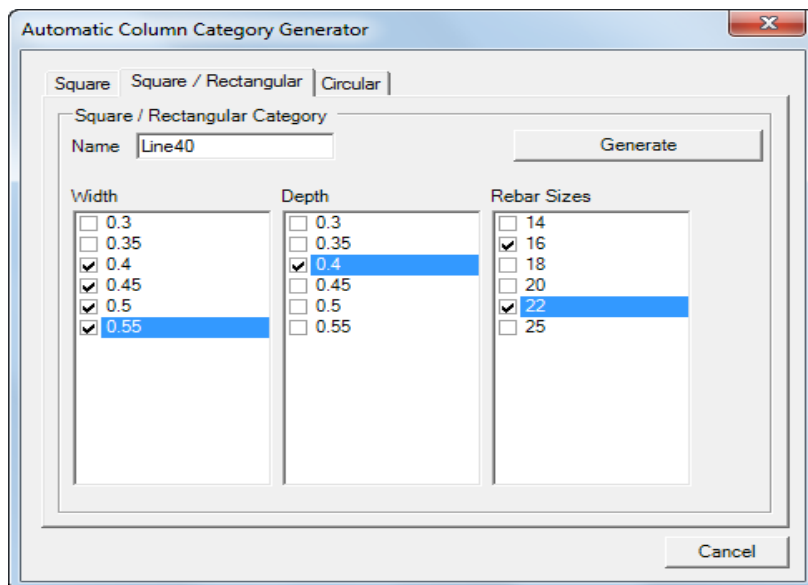 Automatic Column Category Generator
Square Square / Rectangular Circular
Square / Rectangular Category
Name Line40 Generate
Width Depth Rebar Sizes
0.3 0.3 14
0.35 0.35 16
0.4 0.4 18
0.45 0.45 20
0.5 0.5 22
0.55 0.55 25
Cancel